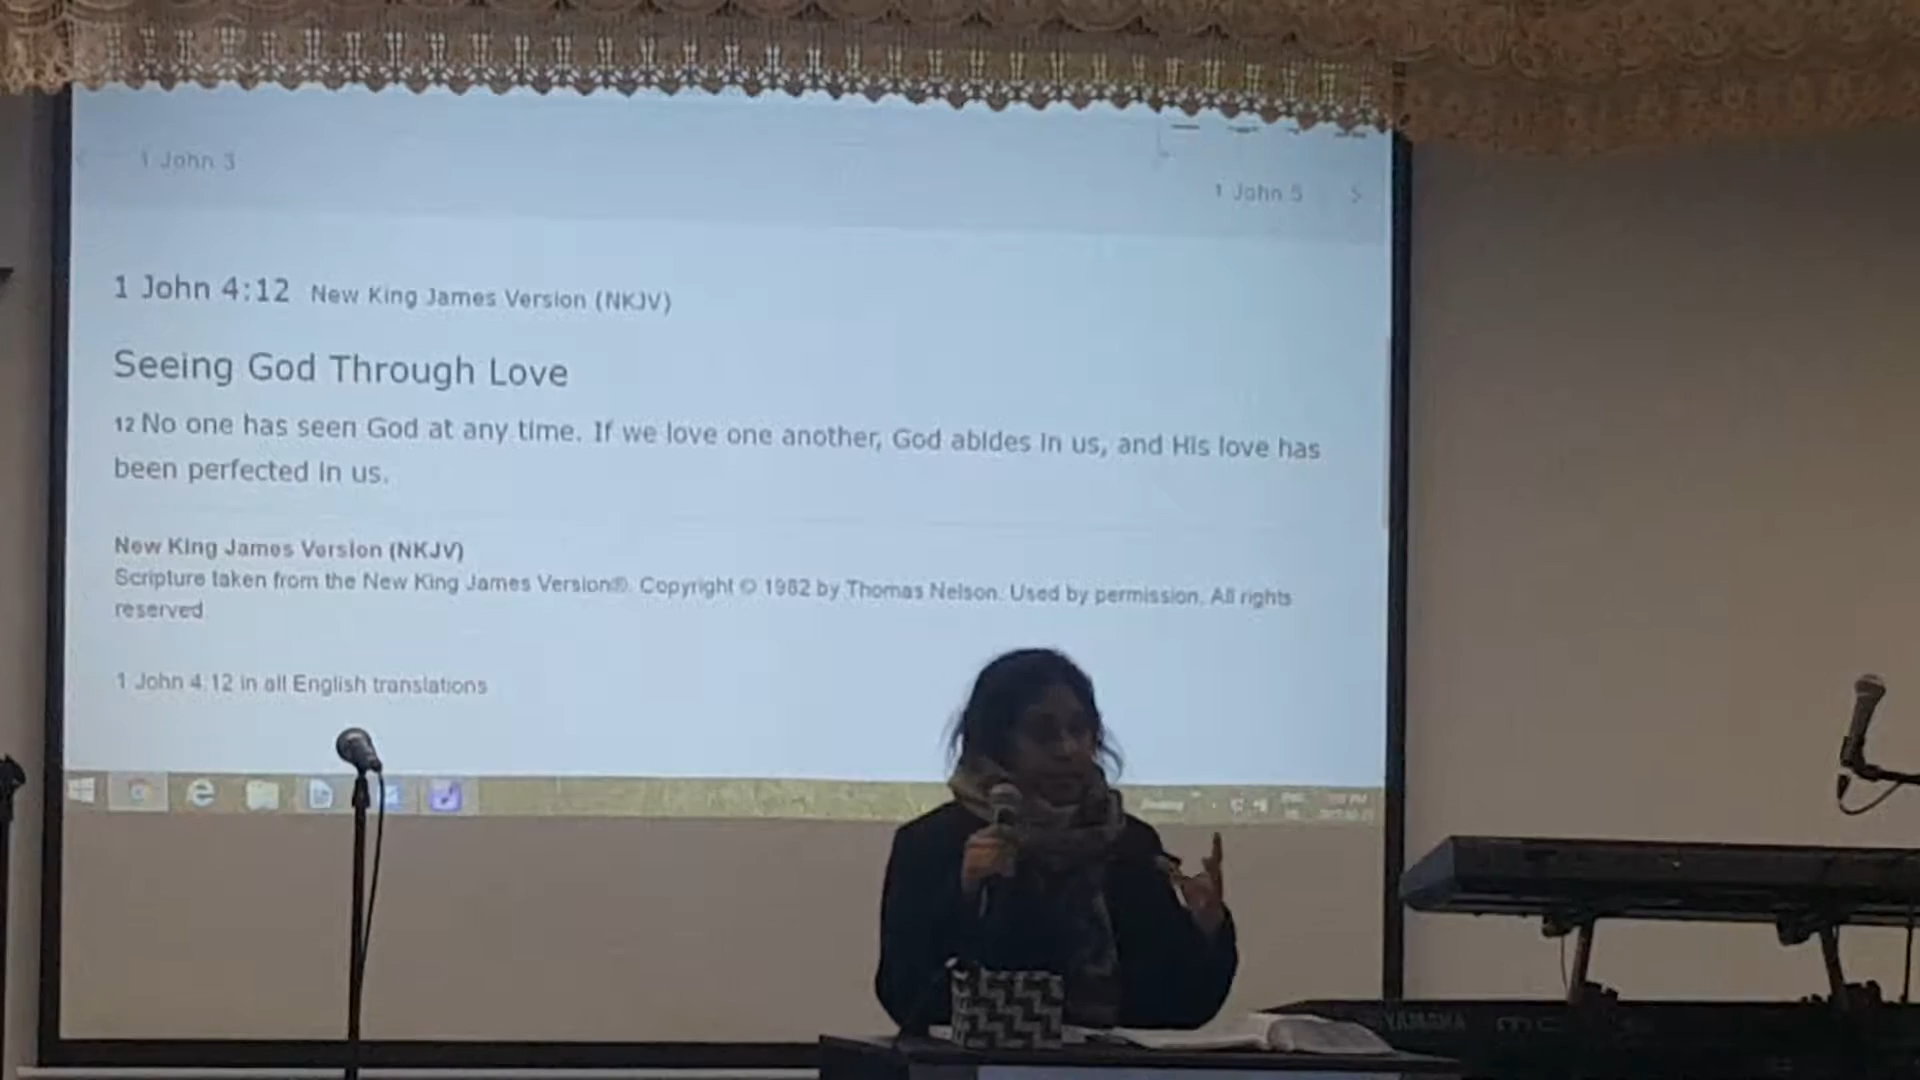 1 John 3
1 John 5 >
1 John 4:12 New King James Version (NKJV)
Seeing God Through Love
12 No one has seen God at any time. If we love one another, God abides in us, and His love has
been perfected in us.
New King James Version (NKJV)
Scripture taken from the New King James Version®. Copyright © 1982 by Thomas Nelson. Used by permission. All rights
reserved
1 John 4:12 in all English translations
YAMAHA